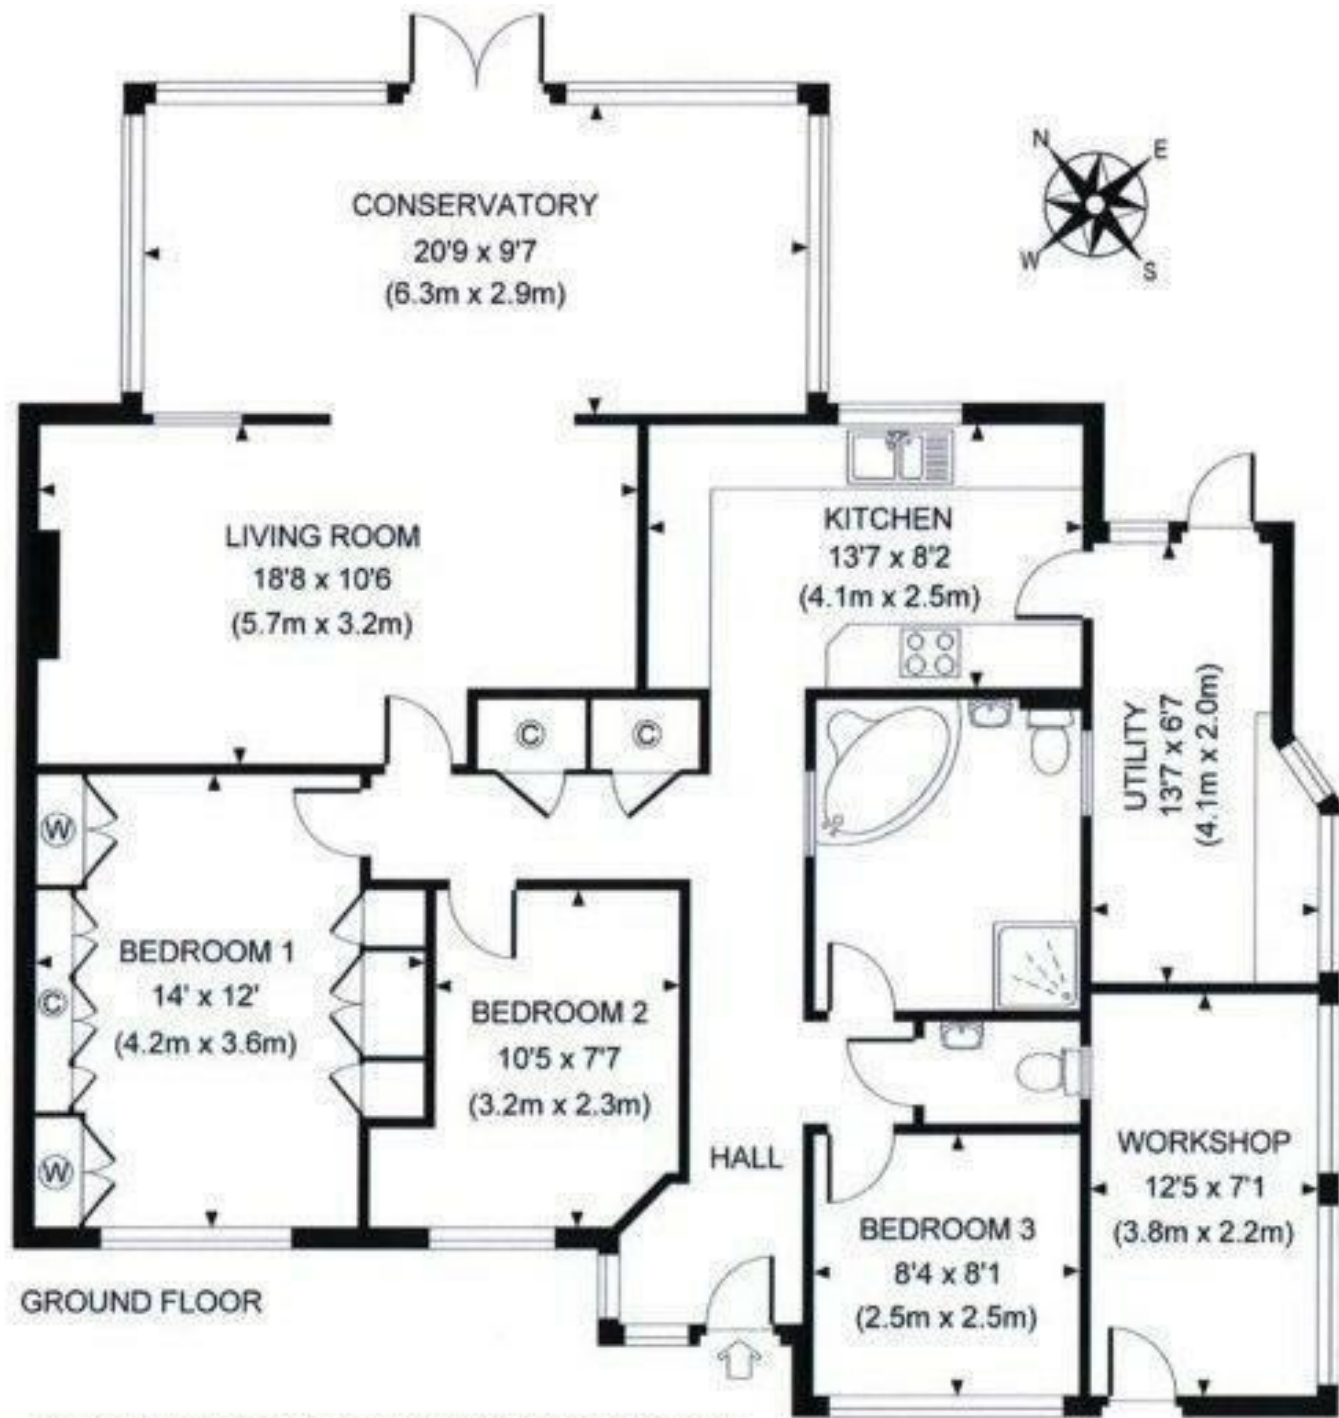 CONSERVATORY
20'9 x 9'7
(6.3m x 2.9m)
N
E
W
S
LIVING ROOM
18'8 x 10'6
(5.7m x 3.2m)
KITCHEN
13'7 x 8'2
(4.1m x 2.5m)
C
C
UTILITY
13'7 x 6'7
(4.1m x 2.0m)
W
BEDROOM 1
14' x 12'
(4.2m x 3.6m)
C
W
BEDROOM 2
10'5 x 7'7
(3.2m x 2.3m)
HALL
BEDROOM 3
8'4 x 8'1
(2.5m x 2.5m)
WORKSHOP
12'5 x 7'1
(3.8m x 2.2m)
GROUND FLOOR